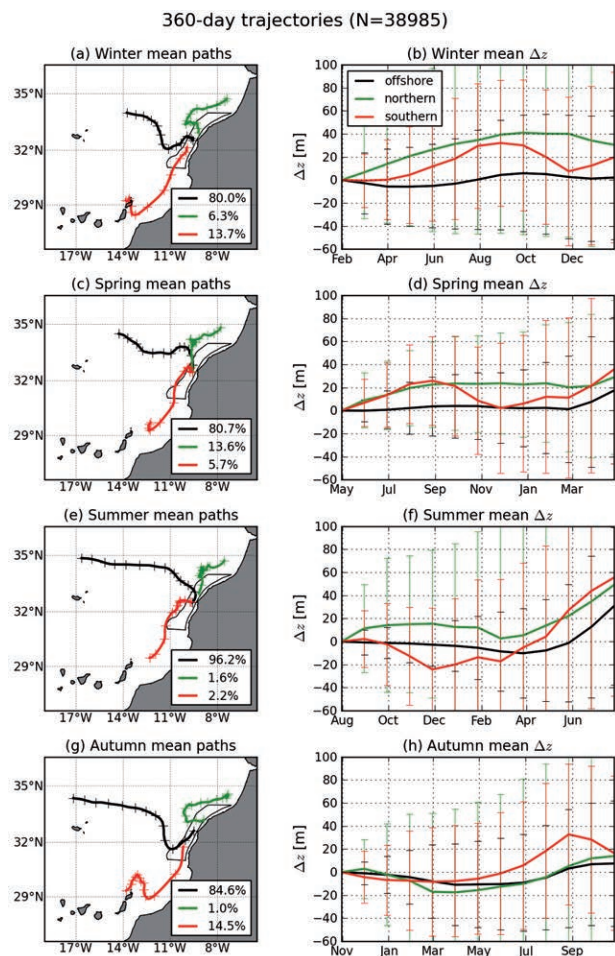 360-day trajectories (N=38985)
(a) Winter mean paths
35°N
32°N
29°N
17°W 14°W 11°W 8°W
80.0%
6.3%
13.7%
(b) Winter mean Δz
Δz [m]
100
80
60
40
20
0
−20
−40
−60
offshore
northern
southern
Feb Apr Jun Aug Oct Dec
(c) Spring mean paths
35°N
32°N
29°N
17°W 14°W 11°W 8°W
80.7%
13.6%
5.7%
(d) Spring mean Δz
Δz [m]
100
80
60
40
20
0
−20
−40
−60
May Jul Sep Nov Jan Mar
(e) Summer mean paths
35°N
32°N
29°N
17°W 14°W 11°W 8°W
96.2%
1.6%
2.2%
(f) Summer mean Δz
Δz [m]
100
80
60
40
20
0
−20
−40
−60
Aug Oct Dec Feb Apr Jun
(g) Autumn mean paths
35°N
32°N
29°N
17°W 14°W 11°W 8°W
84.6%
1.0%
14.5%
(h) Autumn mean Δz
Δz [m]
100
80
60
40
20
0
−20
−40
−60
Nov Jan Mar May Jul Sep